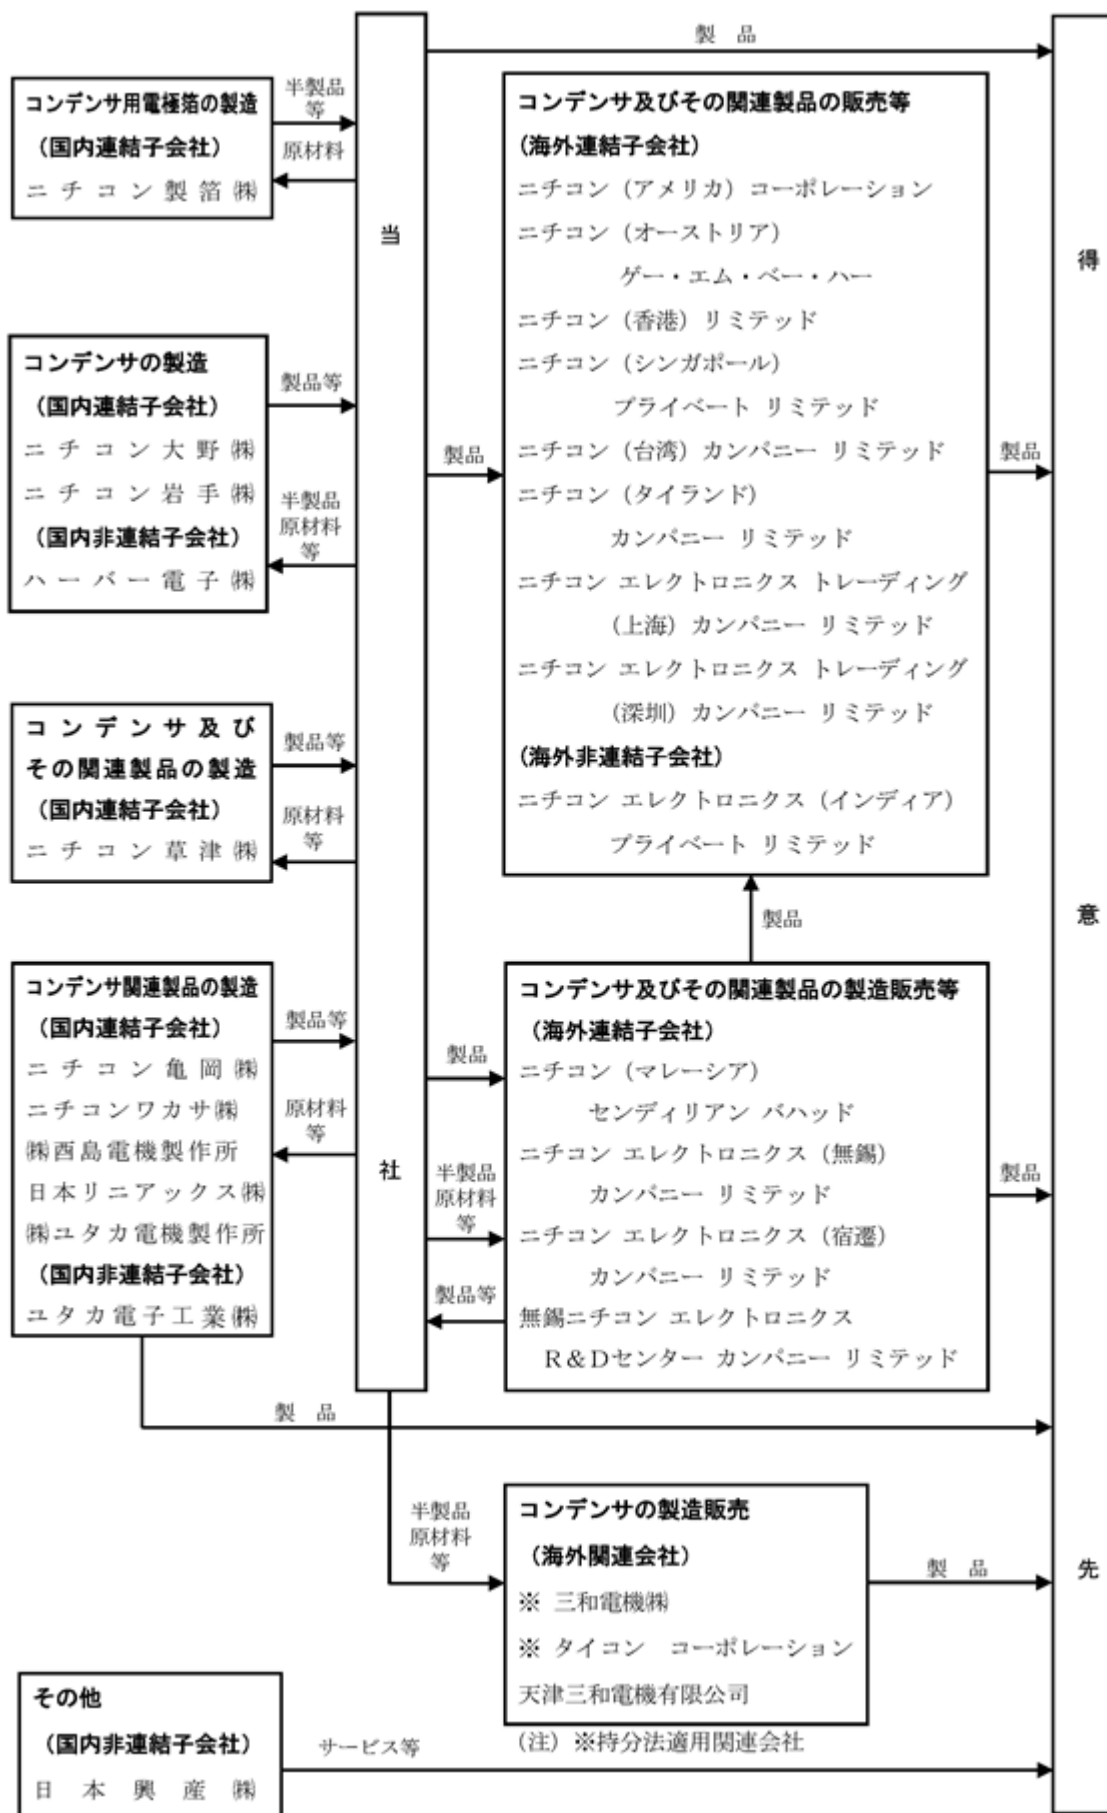 製 品
コンデンサ用電極箔の製造
(国内連結子会社)
ニチコン製箔㈱
半製品
等
原材料
コンデンサの製造
(国内連結子会社)
ニチコン大野㈱
ニチコン岩手㈱
(国内非連結子会社)
ハーバー電子㈱
製品等
半製品
原材料
等
コンデンサ及び
その関連製品の製造
(国内連結子会社)
ニチコン草津㈱
製品等
原材料
等
コンデンサ関連製品の製造
(国内連結子会社)
ニチコン亀岡㈱
ニチコンワカサ㈱
㈱酉島電機製作所
日本リニアックス㈱
㈱ユタカ電機製作所
(国内非連結子会社)
ユタカ電子工業㈱
製品等
原材料
等
当
社
製品
コンデンサ及びその関連製品の販売等
(海外連結子会社)
ニチコン (アメリカ) コーポレーション
ニチコン (オーストリア)
ゲー・エム・ベー・ハー
ニチコン (香港) リミテッド
ニチコン (シンガポール)
プライベート リミテッド
ニチコン (台湾) カンパニー リミテッド
ニチコン (タイランド)
カンパニー リミテッド
ニチコン エレクトロニクス トレーディング
(上海) カンパニー リミテッド
ニチコン エレクトロニクス トレーディング
(深圳) カンパニー リミテッド
(海外非連結子会社)
ニチコン エレクトロニクス (インディア)
プライベート リミテッド
製品
製品
製品
半製品
原材料
等
製品等
コンデンサ及びその関連製品の製造販売等
(海外連結子会社)
ニチコン (マレーシア)
センディリアン バハッド
ニチコン エレクトロニクス (無錫)
カンパニー リミテッド
ニチコン エレクトロニクス (宿遷)
カンパニー リミテッド
無錫ニチコン エレクトロニクス
R&Dセンター カンパニー リミテッド
製品
製 品
半製品
原材料
等
コンデンサの製造販売
(海外関連会社)
※ 三和電機㈱
※ タイコン コーポレーション
天津三和電機有限公司
(注) ※持分法適用関連会社
製 品
その他
(国内非連結子会社)
日本興産㈱
サービス等
得
意
先